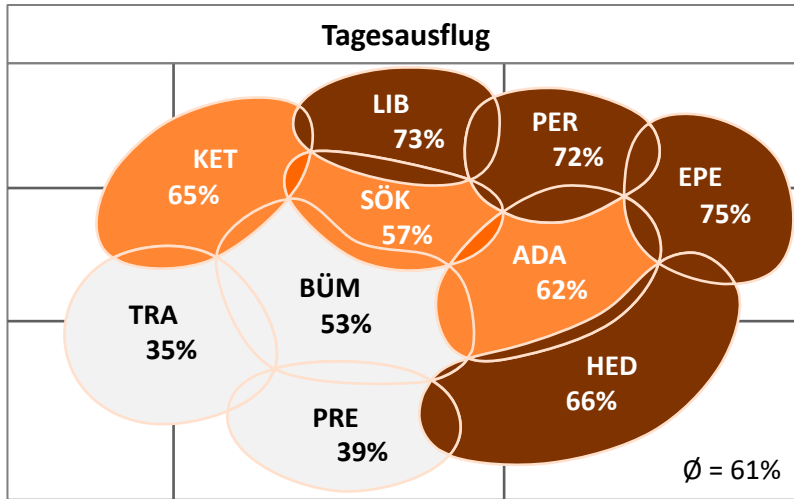 Tagesausflug
LIB
73%
PER
72%
KET
65%
EPE
75%
SÖK
57%
ADA
62%
BÜM
53%
TRA
35%
HED
66%
PRE
39%
Ø = 61%